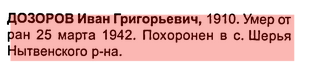 ДОЗОРОВ Иван Григорьевич, 1910. Умер от
ран 25 марта 1942. Похоронен в с. Шерья
Нытвенского р-на.